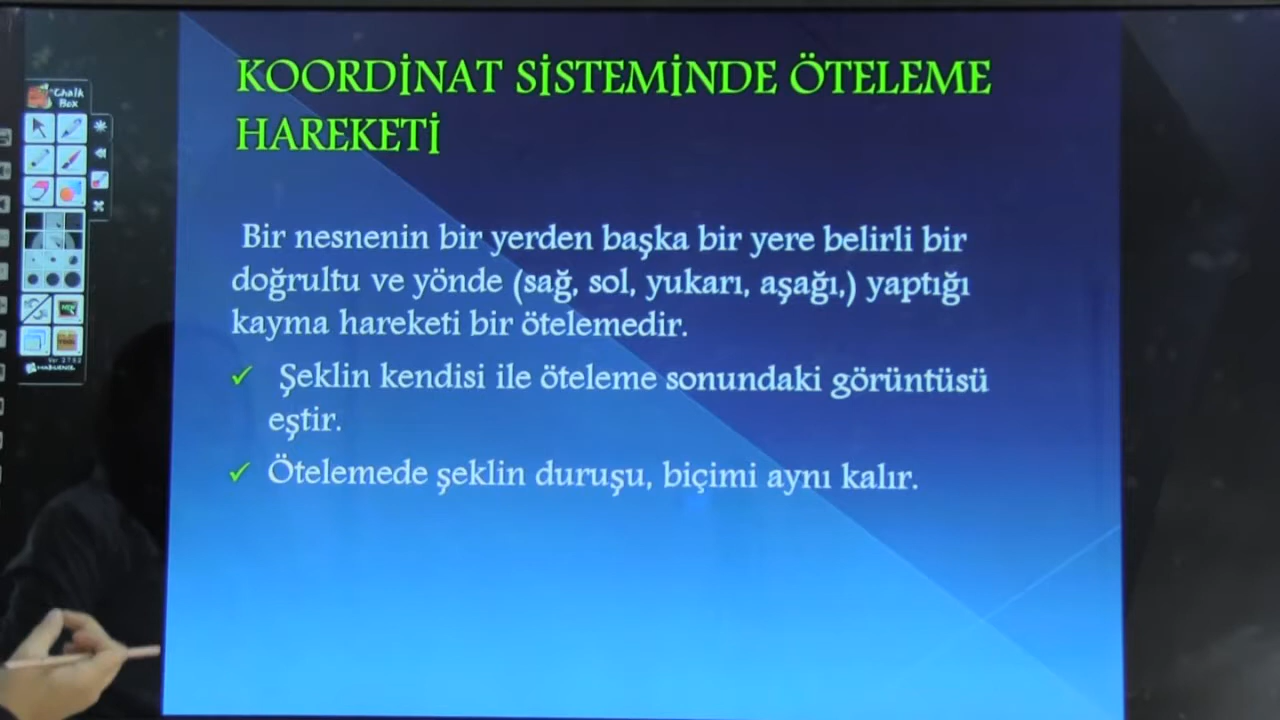 Chalk
Box
KOORDİNAT SİSTEMİNDE ÖTELEME
HAREKETİ
Bir nesnenin bir yerden başka bir yere belirli bir
doğrultu ve yönde (sağ, sol, yukarı, aşağı,) yaptığı
kayma hareketi bir ötelemedir.
✓ Şeklin kendisi ile öteleme sonundaki görüntüsü
eştir.
✓ Ötelemede şeklin duruşu, biçimi aynı kalır.